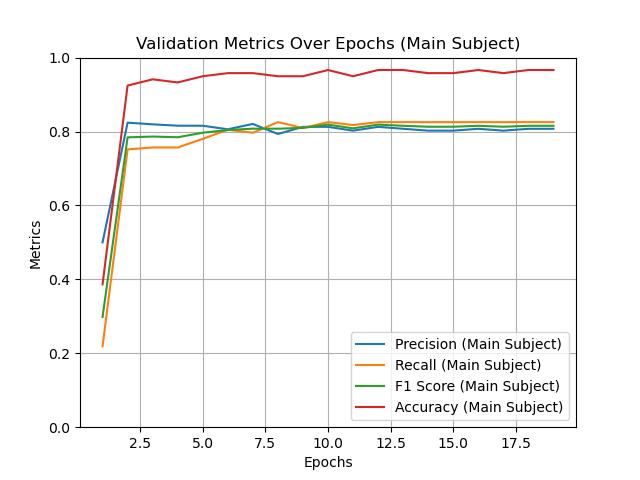 Validation Metrics Over Epochs (Main Subject)
1.0
0.8
0.6
0.4
0.2
0.0
Metrics
Precision (Main Subject)
Recall (Main Subject)
F1 Score (Main Subject)
Accuracy (Main Subject)
2.5 5.0 7.5 10.0 12.5 15.0 17.5
Epochs